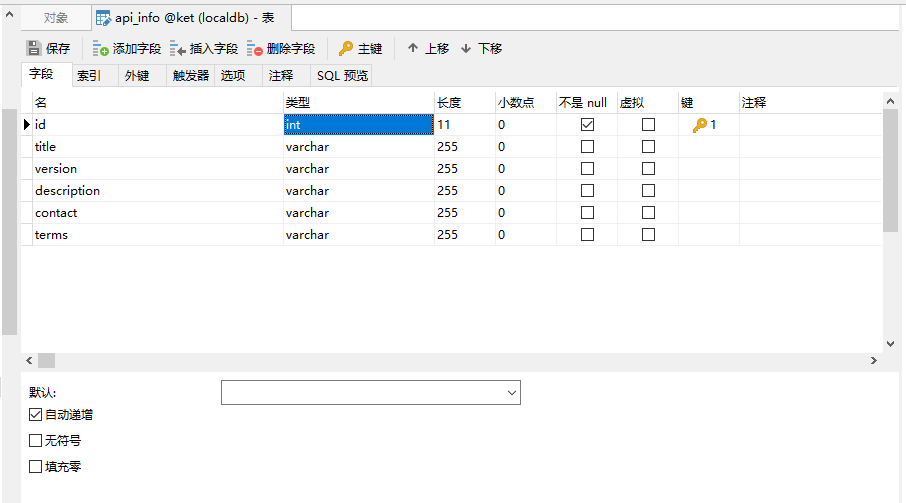 对象 api_info @ket (localdb) - 表
保存 添加字段 插入字段 删除字段 主键 上移 下移
字段 索引 外键 触发器 选项 注释 SQL 预览
名 类型 长度 小数点 不是 null 虚拟 键 注释
id int 11 0 1
title varchar 255 0
version varchar 255 0
description varchar 255 0
contact varchar 255 0
terms varchar 255 0
默认:
自动递增
无符号
填充零